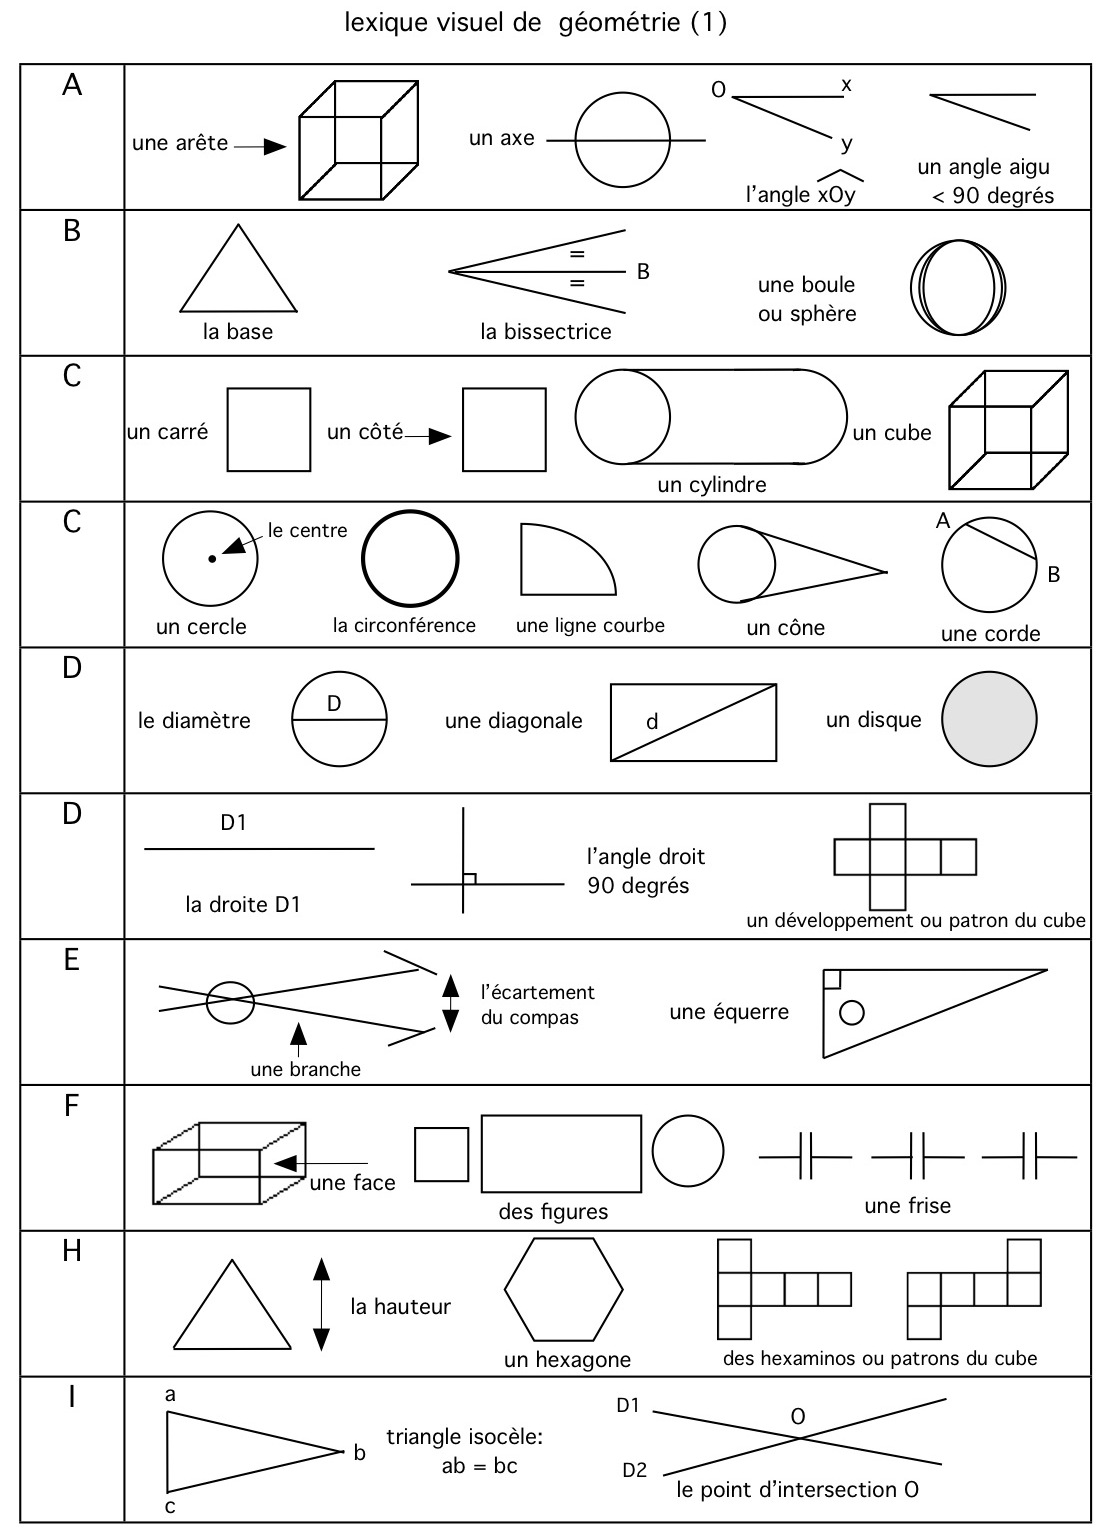 lexique visuel de géométrie (1)
A
une arête
un axe
O
x
y
l'angle xOy
un angle aigu
< 90 degrés
B
la base
=
=
B
la bissectrice
une boule
ou sphère
C
un carré
un côté
un cylindre
un cube
C
le centre
un cercle
la circonférence
une ligne courbe
un cône
A
B
une corde
D
le diamètre
D
une diagonale
d
un disque
D
D1
la droite D1
l'angle droit
90 degrés
un développement ou patron du cube
E
l'écartement
du compas
une branche
une équerre
F
une face
des figures
une frise
H
la hauteur
un hexagone
des hexaminos ou patrons du cube
I
a
b
c
triangle isocèle:
ab = bc
D1
O
D2
le point d'intersection O